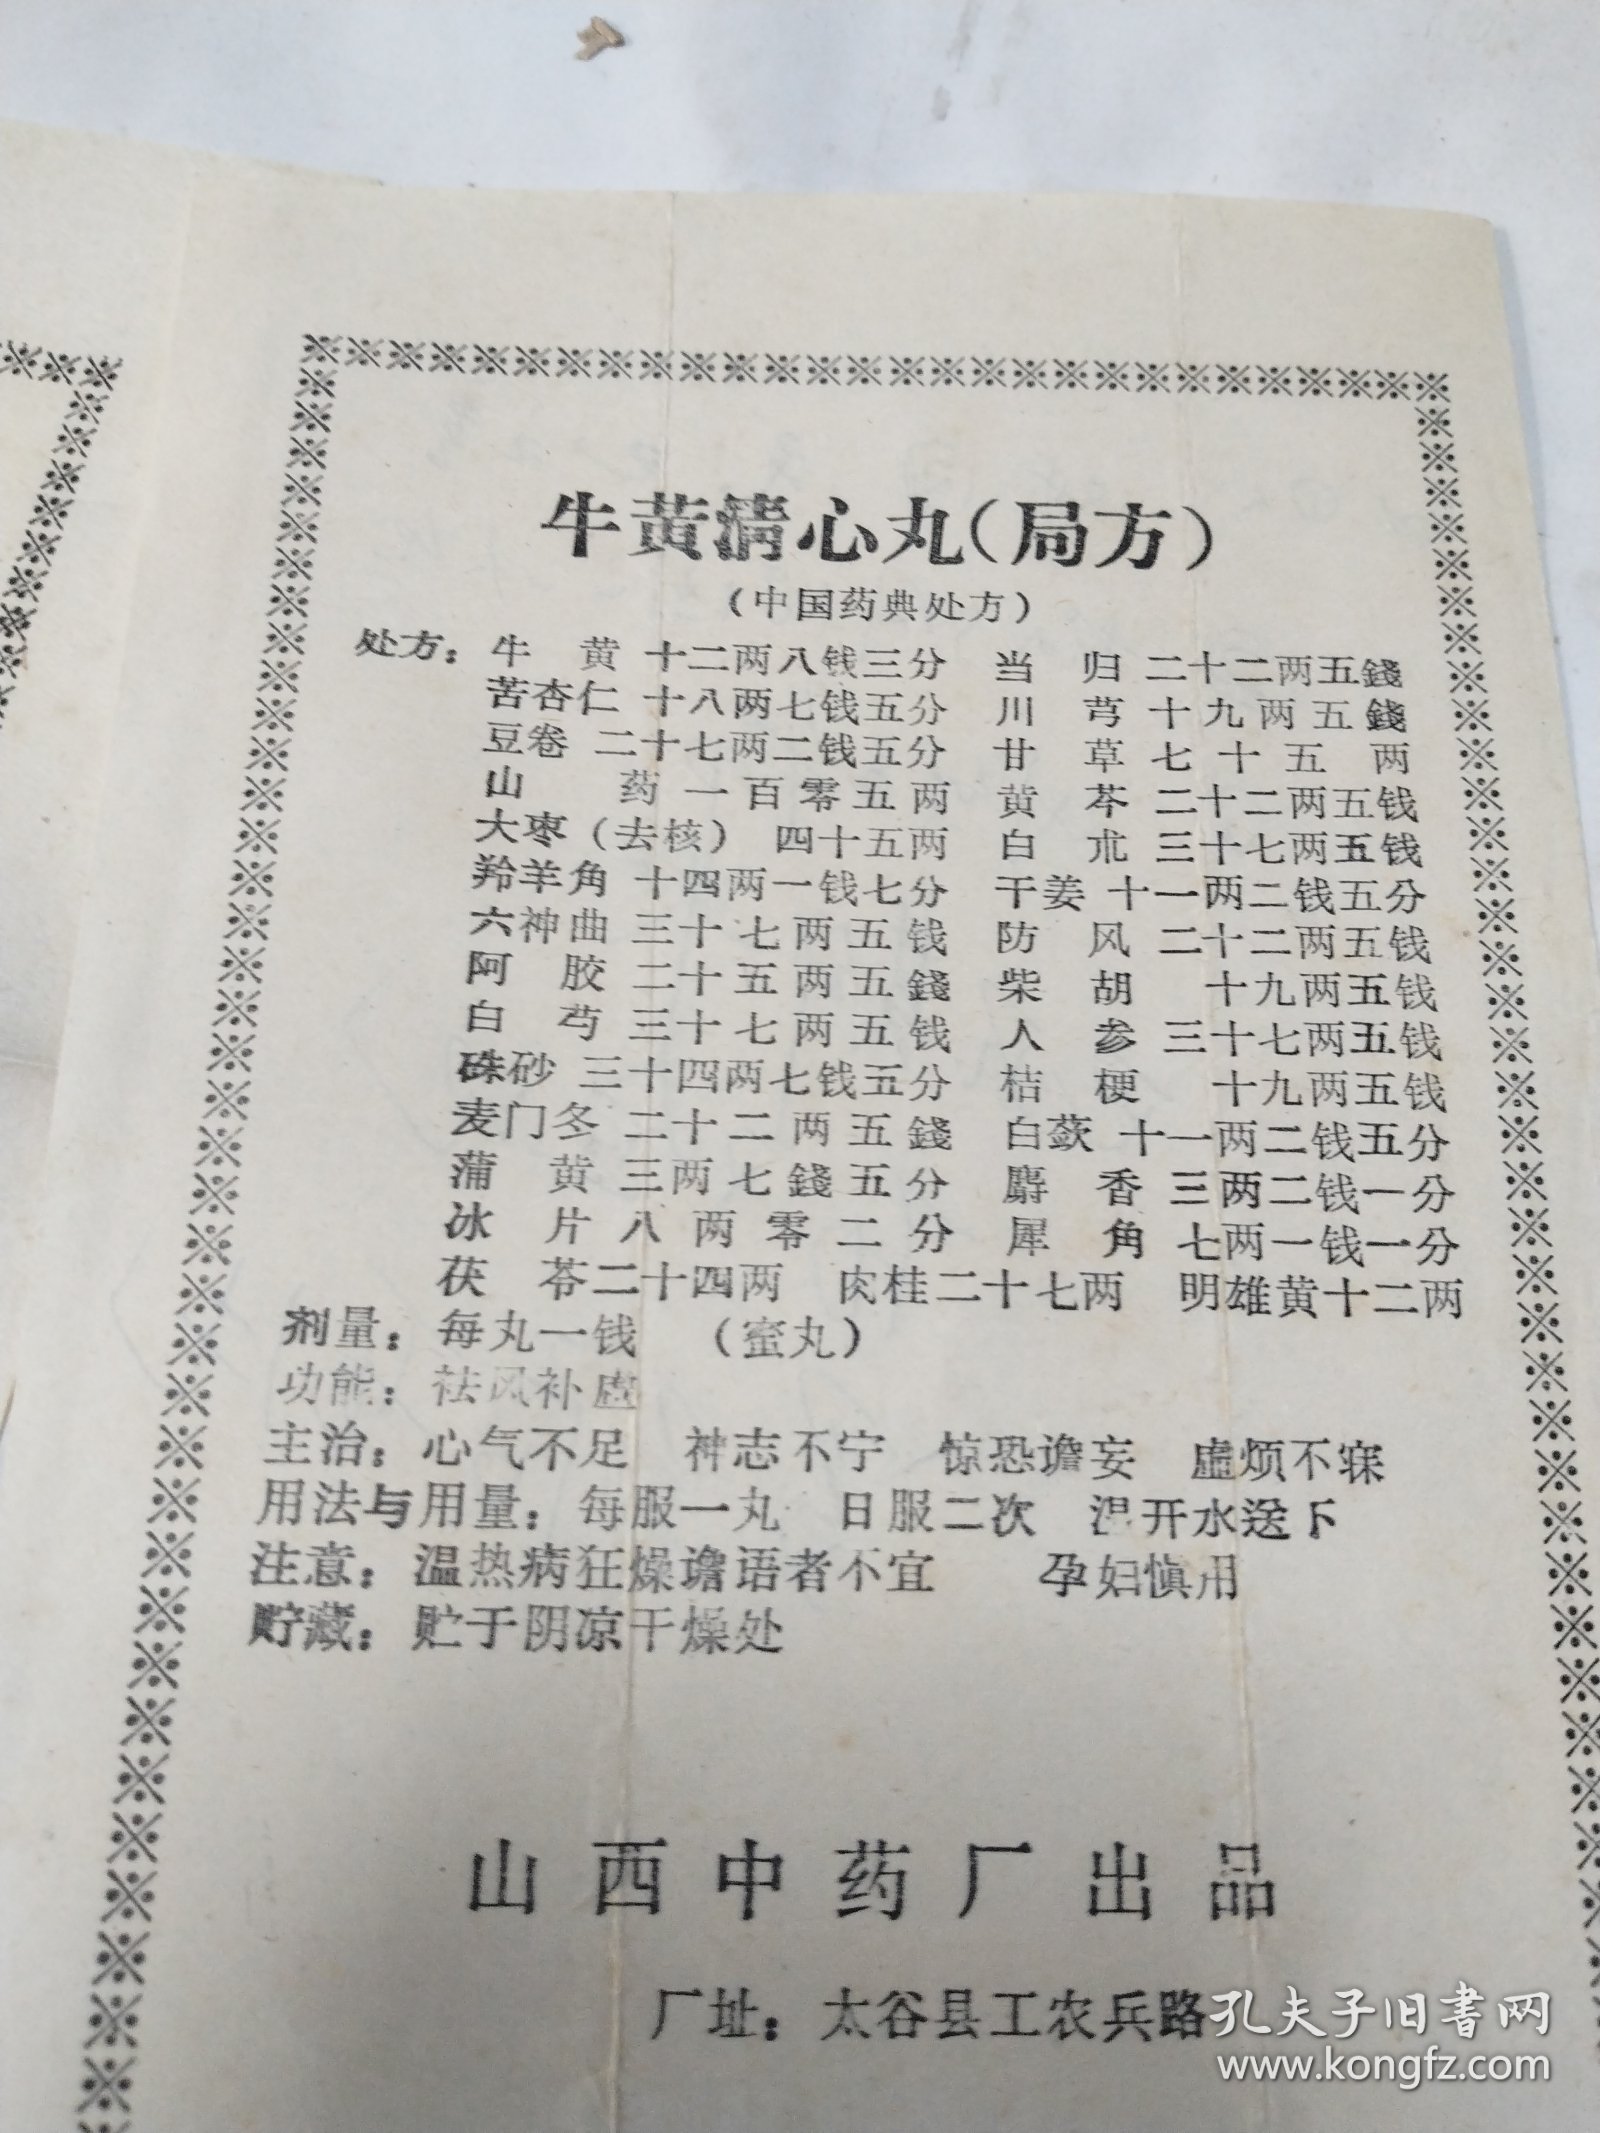 牛黄清心丸(局方)
(中国药典处方)
处方: 牛 黄 十二两八钱三分 当 归 二十二两五錢
苦杏仁 十八两七钱五分 川 芎 十九两五錢
豆卷 二十七两二钱五分 甘 草 七十五 两
山 药 一百零五两 黄 芩 二十二两五钱
大枣(去核) 四十五两 白 朮 三十七两五钱
羚羊角 十四两一钱七分 干姜 十一两二钱五分
六神曲 三十七两五钱 防 风 二十二两五钱
阿 胶 二十五两五錢 柴 胡 十九两五钱
白 芍 三十七两五钱 人 参 三十七两五钱
硃砂 三十四两七钱五分 桔 梗 十九两五钱
麦门冬 二十二两五錢 白蔹 十一两二钱五分
蒲 黄 三两七錢五分 麝 香 三两二钱一分
冰 片 八两零二分 犀 角 七两一钱一分
茯 苓二十四两 肉桂二十七两 明雄黄十二两
剂量: 每丸一钱 (蜜丸)
功能: 祛风补虚
主治: 心气不足 神志不宁 惊恐谵妄 虚烦不寐
用法与用量: 每服一丸 日服二次 温开水送下
注意: 温热病狂燥谵语者不宜 孕妇慎用
貯藏: 贮于阴凉干燥处
山西中药厂出品
厂址: 太谷县工农兵路
孔夫子旧書网
www.kongfz.com